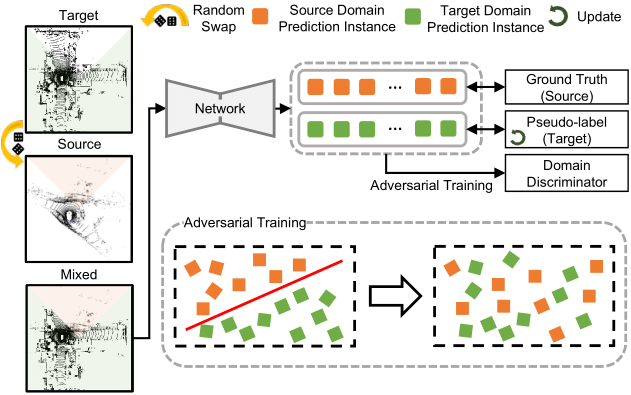 Target
Random
Swap
Source Domain
Prediction Instance
Target Domain
Prediction Instance
Update
Source
Mixed
Network
...
...
Ground Truth
(Source)
Pseudo-label
(Target)
Domain
Discriminator
Adversarial Training
Adversarial Training